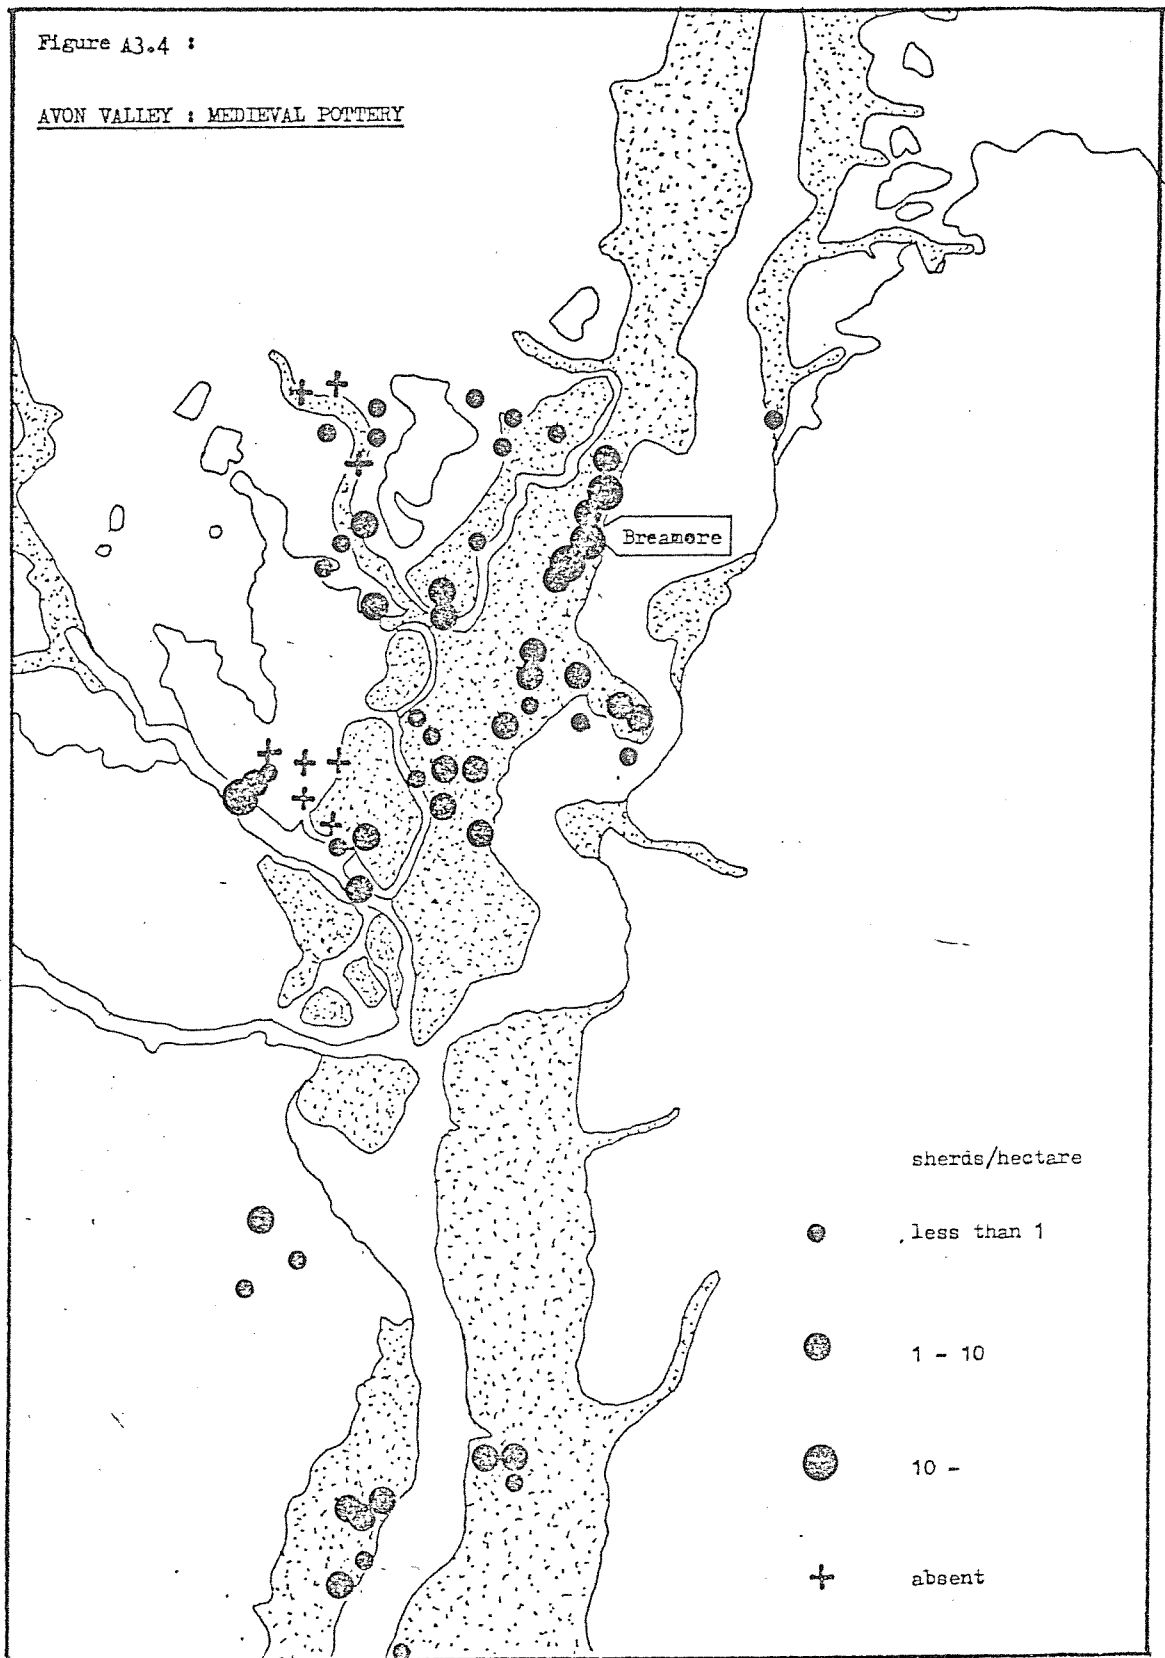 Figure A3.4 :
AVON VALLEY : MEDIEVAL POTTERY
Breamore
sherds/hectare
less than 1
1 - 10
10 -
absent